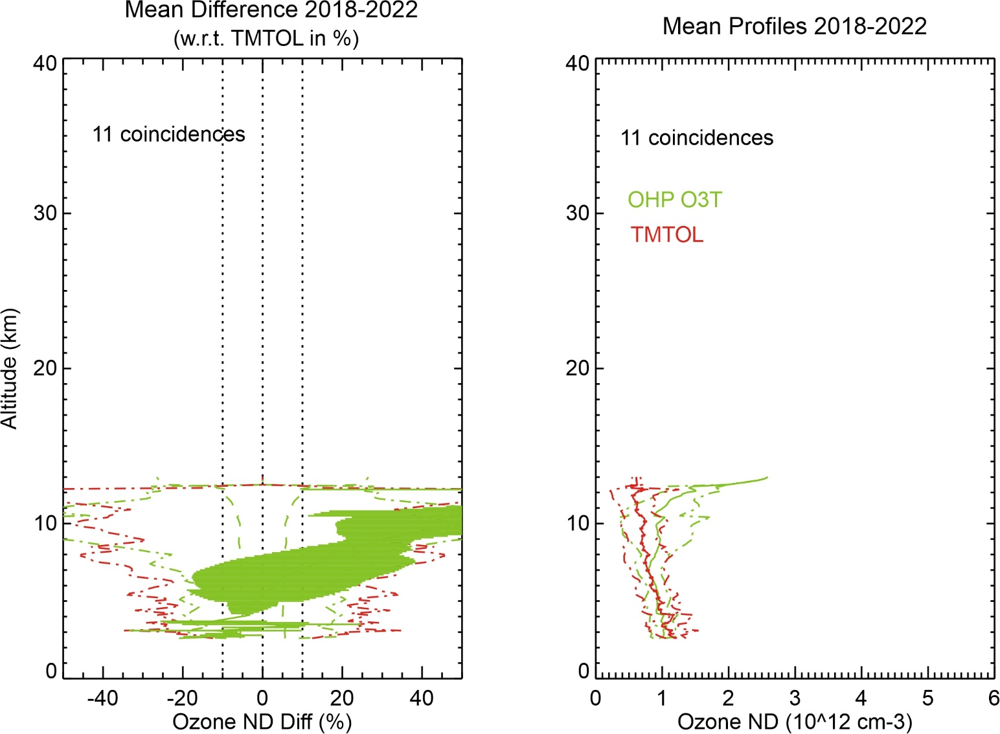 Mean Difference 2018-2022
(w.r.t. TMTOL in %)
40
30
20
10
0
11 coincidences
Altitude (km)
-40 -20 0 20 40
Ozone ND Diff (%)
Mean Profiles 2018-2022
40
30
20
10
0
11 coincidences
OHP O3T
TMTOL
0 1 2 3 4 5 6
Ozone ND (10^12 cm-3)